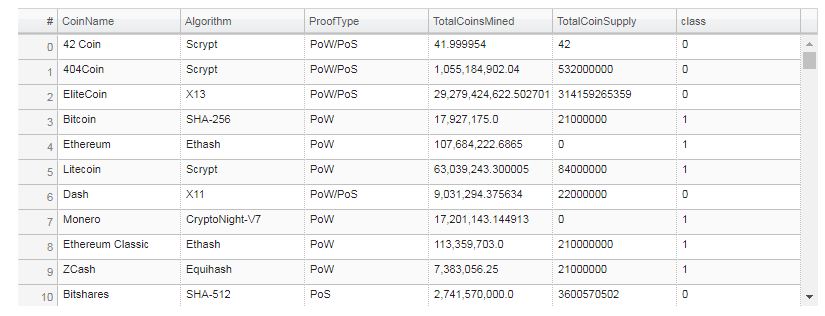 # CoinName Algorithm ProofType TotalCoinsMined TotalCoinSupply class
0 42 Coin Scrypt PoW/PoS 41.999954 42 0
1 404Coin Scrypt PoW/PoS 1,055,184,902.04 532000000 0
2 EliteCoin X13 PoW/PoS 29,279,424,622.502701 314159265359 0
3 Bitcoin SHA-256 PoW 17,927,175.0 21000000 1
4 Ethereum Ethash PoW 107,684,222.6865 0 1
5 Litecoin Scrypt PoW 63,039,243.300005 84000000 1
6 Dash X11 PoW/PoS 9,031,294.375634 22000000 0
7 Monero CryptoNight-V7 PoW 17,201,143.144913 0 1
8 Ethereum Classic Ethash PoW 113,359,703.0 210000000 1
9 ZCash Equihash PoW 7,383,056.25 21000000 1
10 Bitshares SHA-512 PoS 2,741,570,000.0 3600570502 0